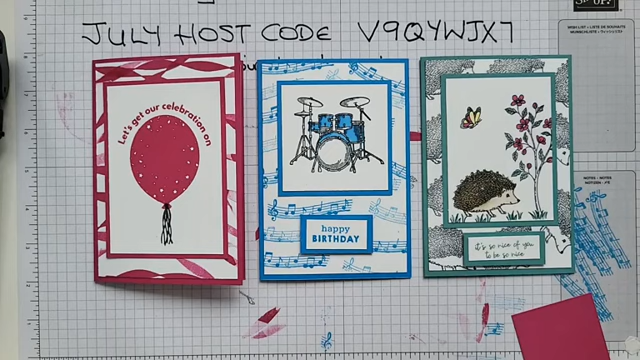 JULY HOST CODE V9QYWJX7
Let's get our celebration on
happy
BIRTHDAY
it's so nice of you
to be so nice